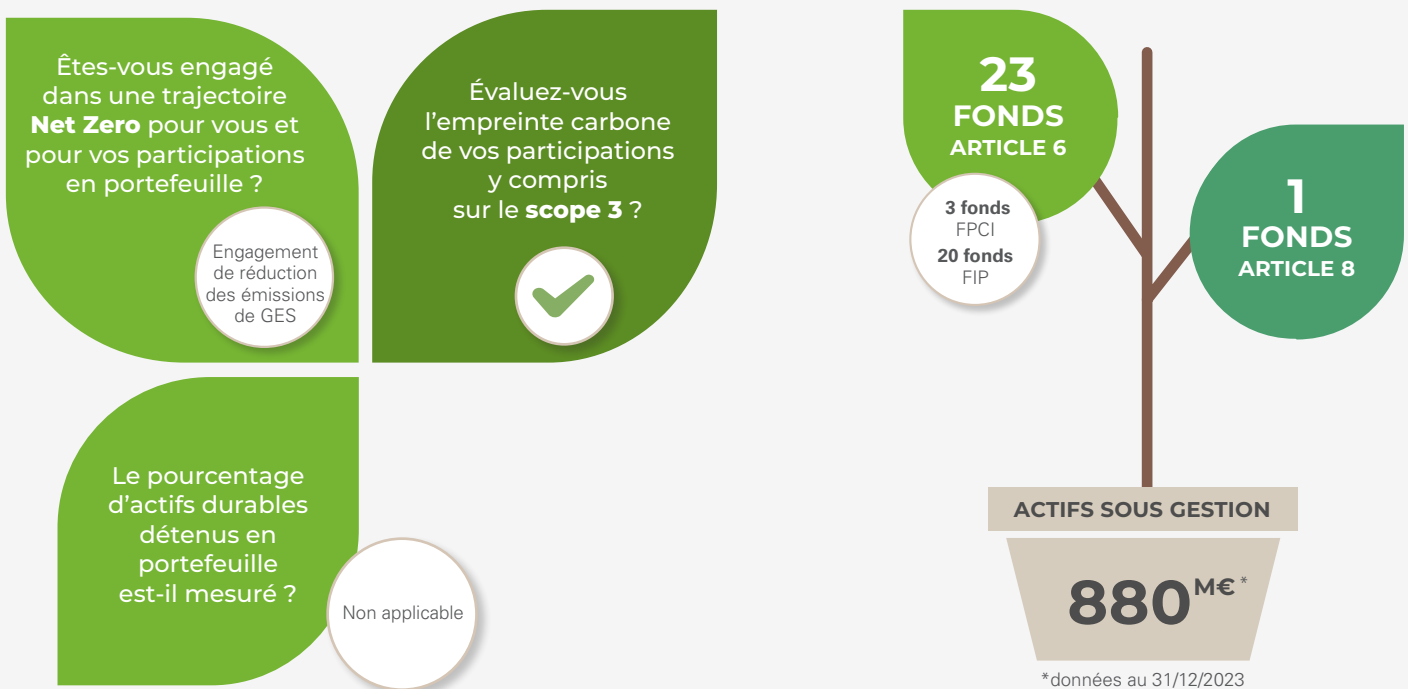 Êtes-vous engagé
dans une trajectoire
Net Zero pour vous et
pour vos participations
en portefeuille ?
Engagement
de réduction
des émissions
de GES
Évaluez-vous
l'empreinte carbone
de vos participations
y compris
sur le scope 3 ?
Le pourcentage
d'actifs durables
détenus en
portefeuille
est-il mesuré ?
Non applicable
23
FONDS
ARTICLE 6
3 fonds
FPCI
20 fonds
FIP
1
FONDS
ARTICLE 8
ACTIFS SOUS GESTION
880 M€ *
*données au 31/12/2023